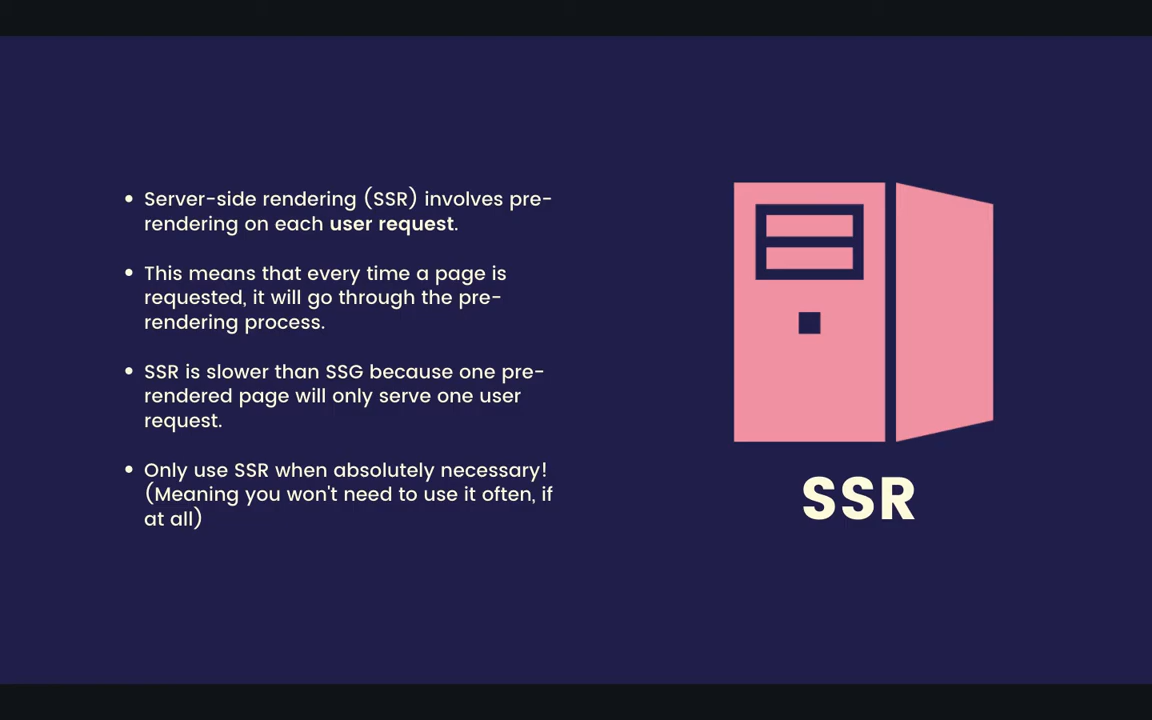 • Server-side rendering (SSR) involves pre-
rendering on each user request.
• This means that every time a page is
requested, it will go through the pre-
rendering process.
• SSR is slower than SSG because one pre-
rendered page will only serve one user
request.
• Only use SSR when absolutely necessary!
(Meaning you won't need to use it often, if
at all)
SSR